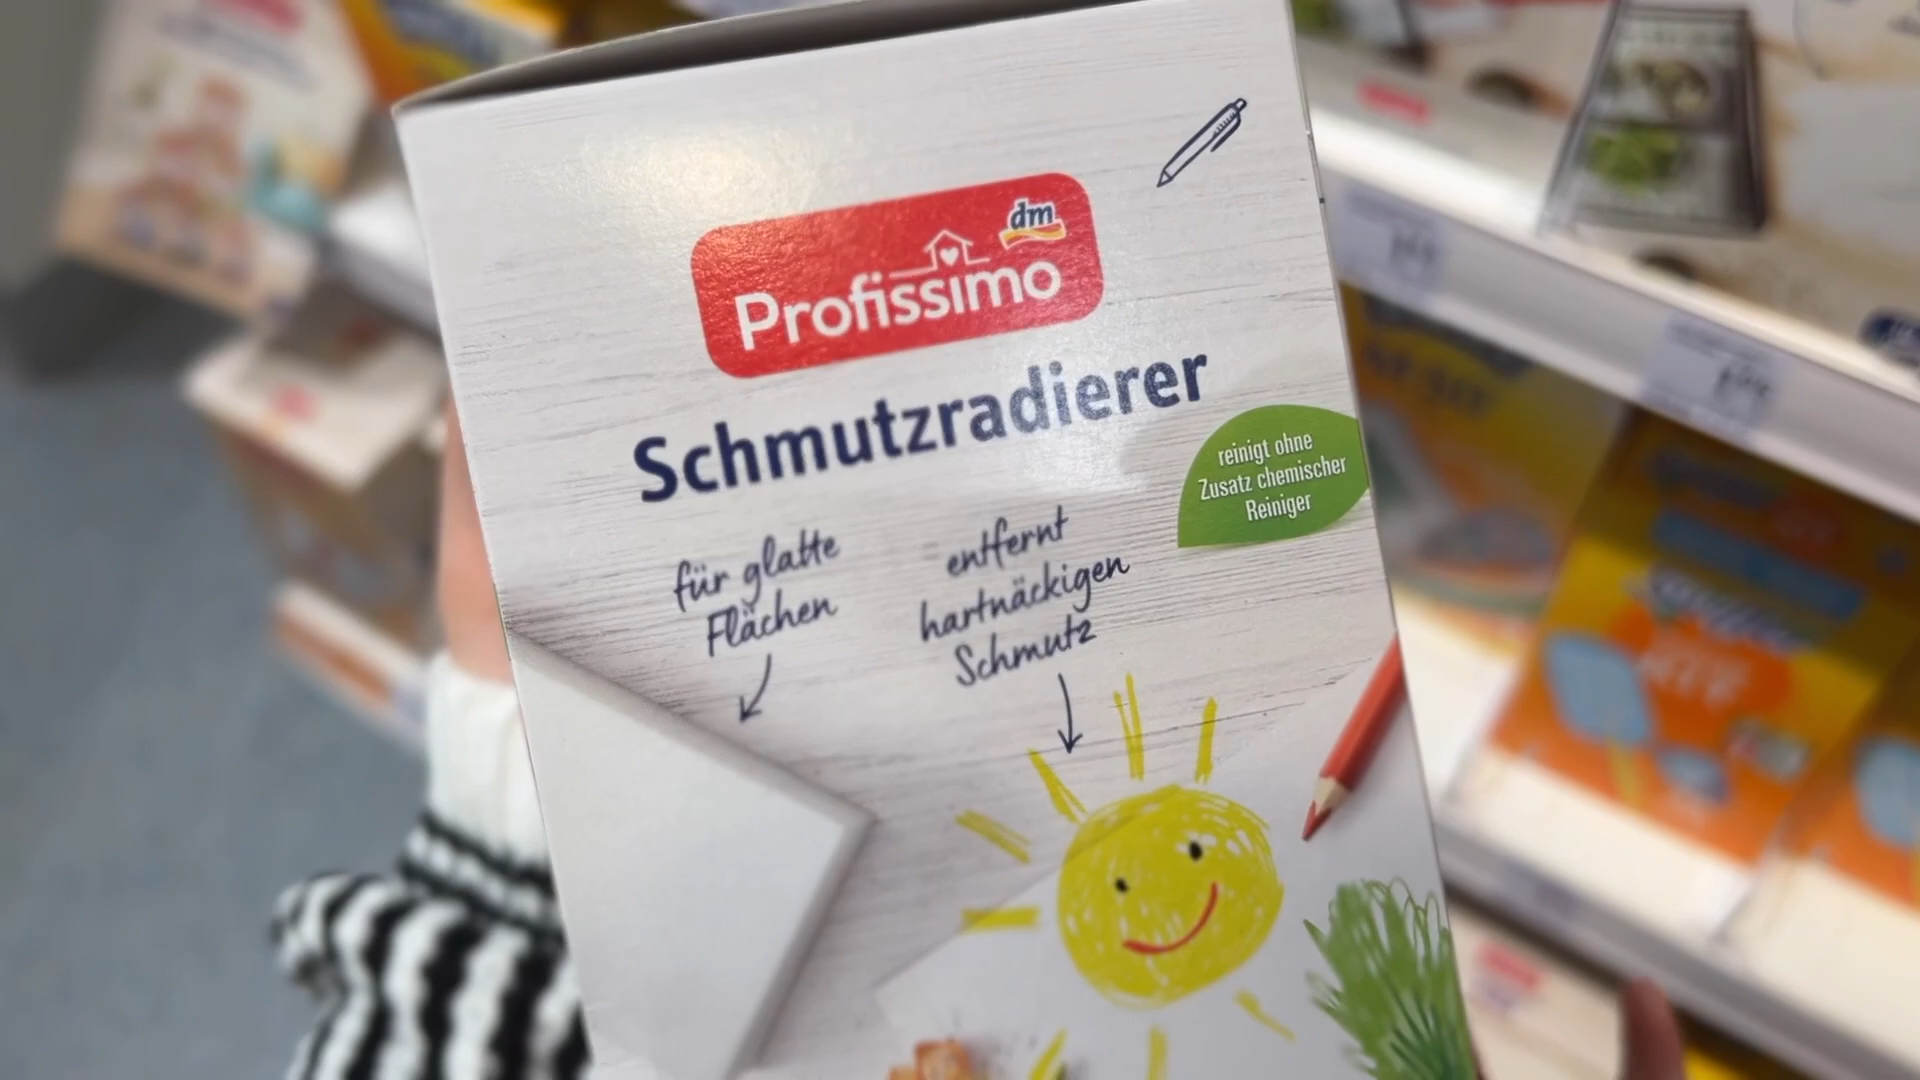 dm
Profissimo
Schmutzradierer
reinigt ohne
Zusatz chemischer
Reiniger
für glatte
Flächen
entfernt
hartnäckigen
Schmutz